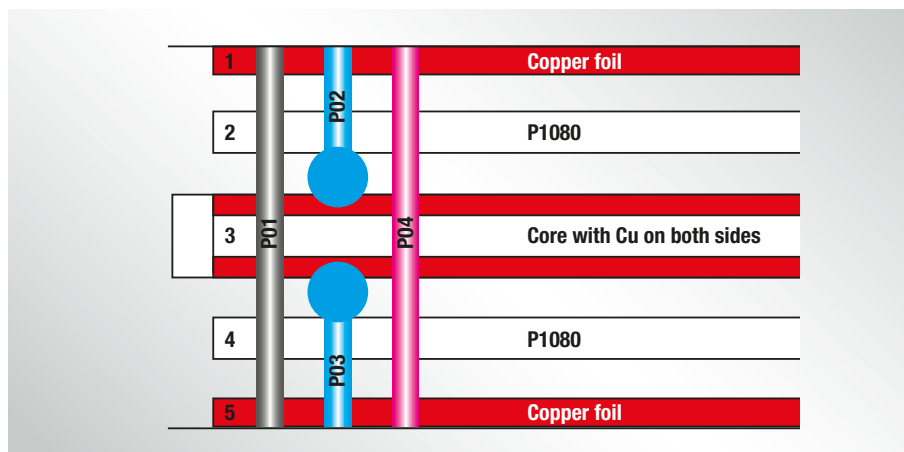 1 Copper foil
P02
2 P1080
P01
P04
3 Core with Cu on both sides
4 P1080
P03
5 Copper foil